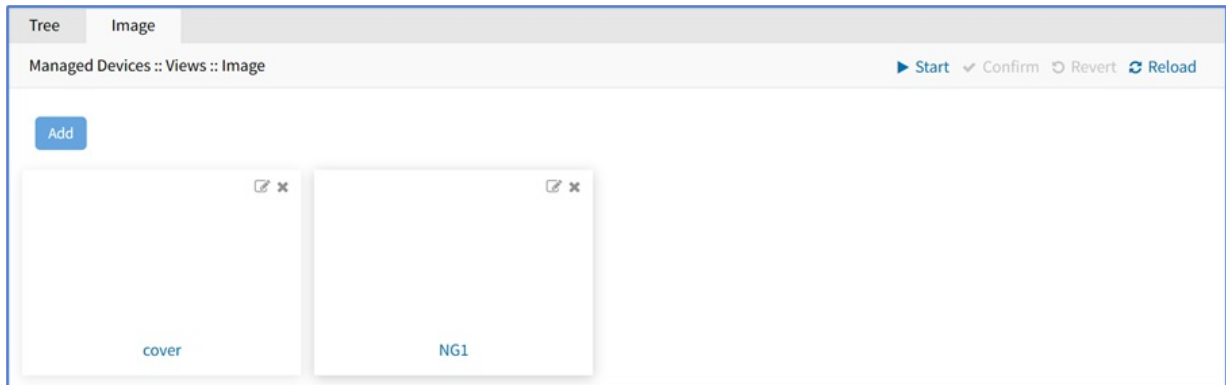 Tree Image
Managed Devices :: Views :: Image Start Confirm Revert Reload
Add
cover NG1